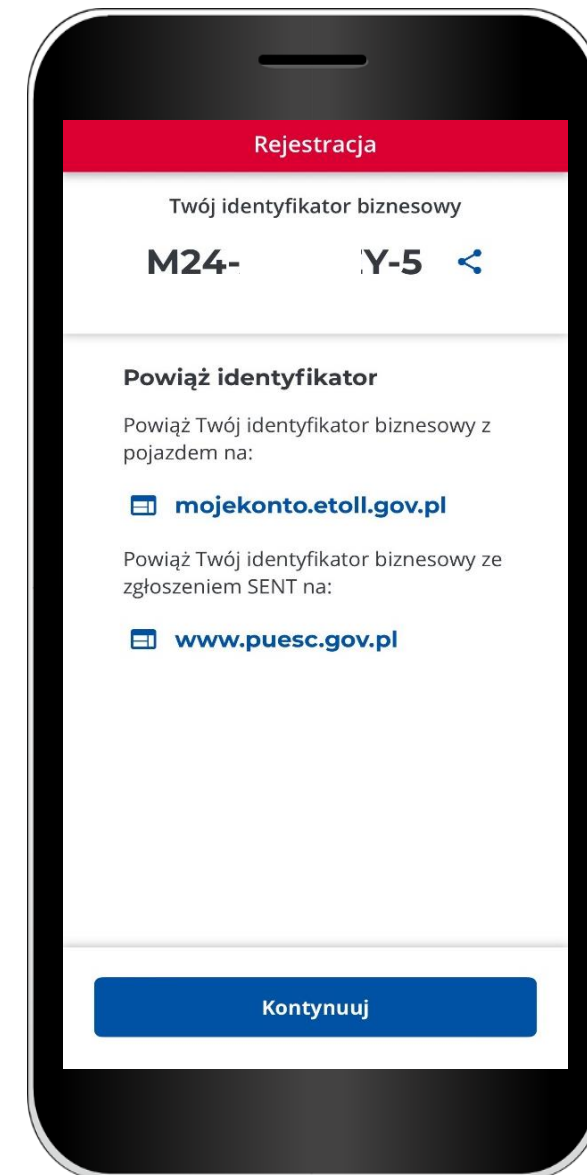 Rejestracja
Twój identyfikator biznesowy
M24- Y-5
Powiąż identyfikator
Powiąż Twój identyfikator biznesowy z
pojazdem na:
mojekonto.etoll.gov.pl
Powiąż Twój identyfikator biznesowy ze
zgłoszeniem SENT na:
www.puesc.gov.pl
Kontynuuj